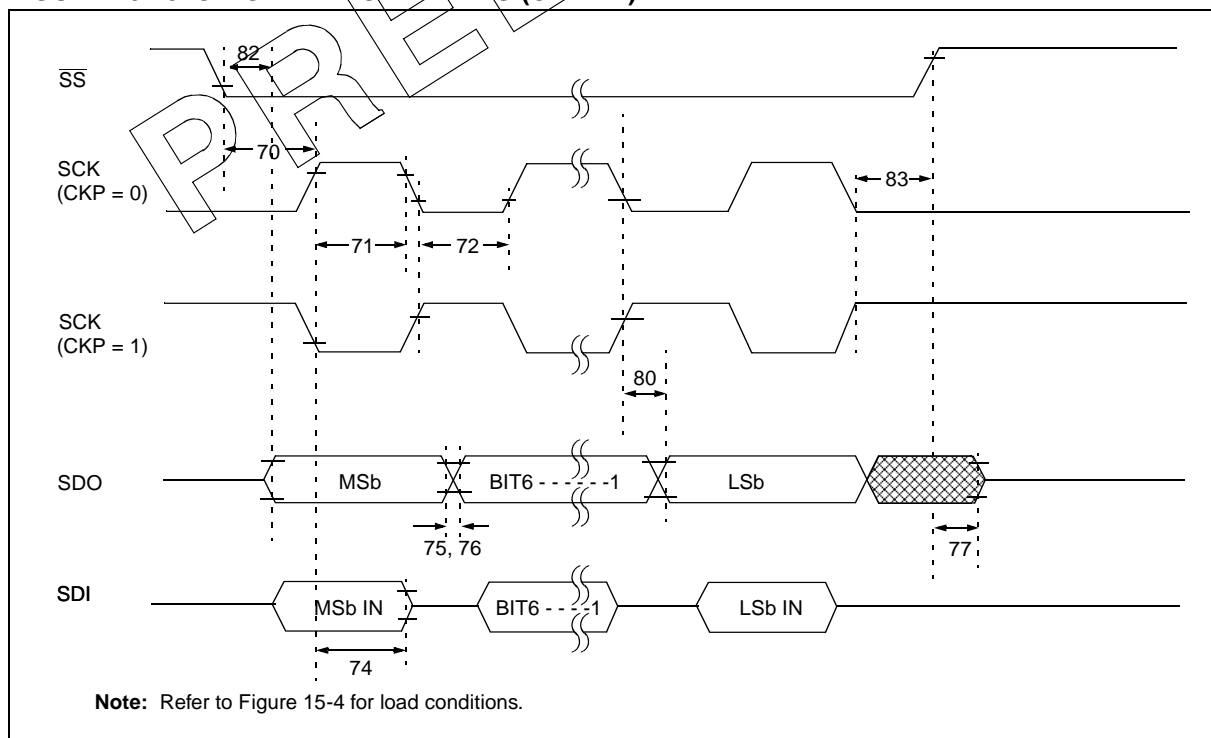 82
SS
70
SCK
(CKP = 0)
83
71
72
SCK
(CKP = 1)
80
SDO
MSb
BIT6 - - - - - -1
LSb
75, 76
77
SDI
MSb IN
BIT6 - - - -1
LSb IN
74
Note: Refer to Figure 15-4 for load conditions.